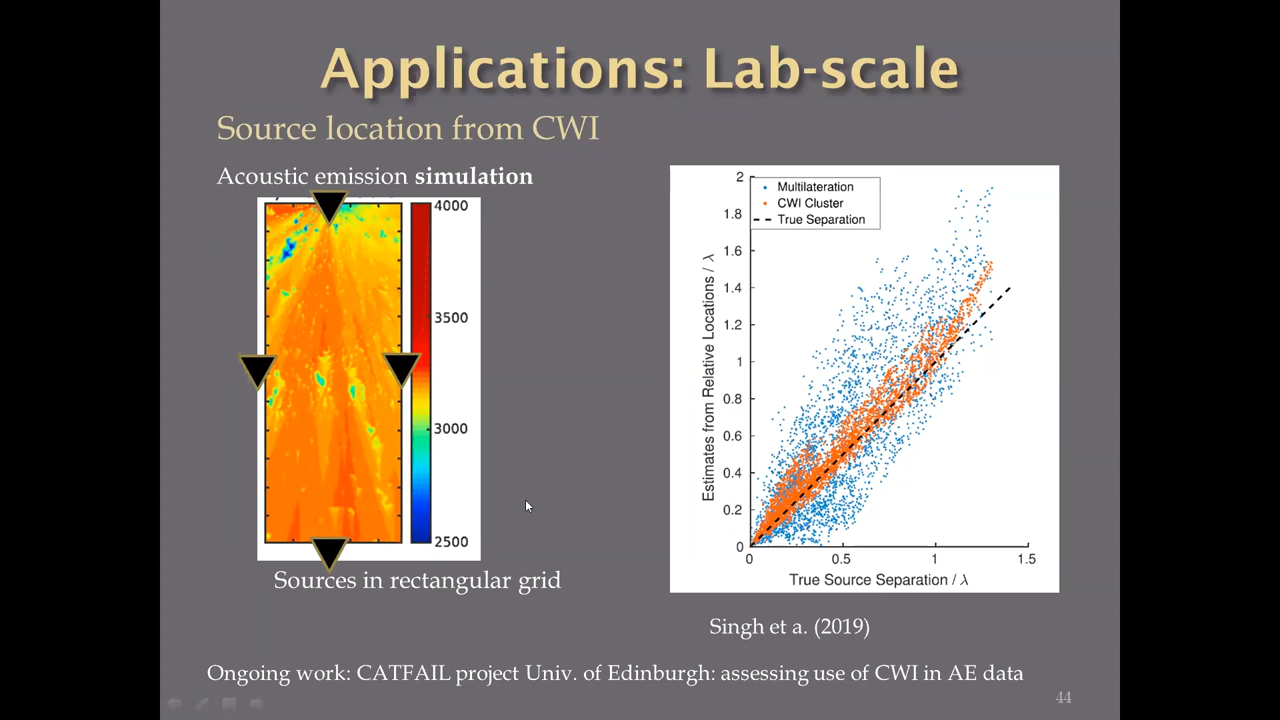 Applications: Lab-scale
Source location from CWI
Acoustic emission simulation
4000
3500
3000
2500
Sources in rectangular grid
Multilateration
CWI Cluster
True Separation
2
1.8
1.6
1.4
1.2
1
0.8
0.6
0.4
0.2
0
0
0.5
1
1.5
Estimates from Relative Locations / λ
True Source Separation / λ
Singh et a. (2019)
Ongoing work: CATFAIL project Univ. of Edinburgh: assessing use of CWI in AE data
44